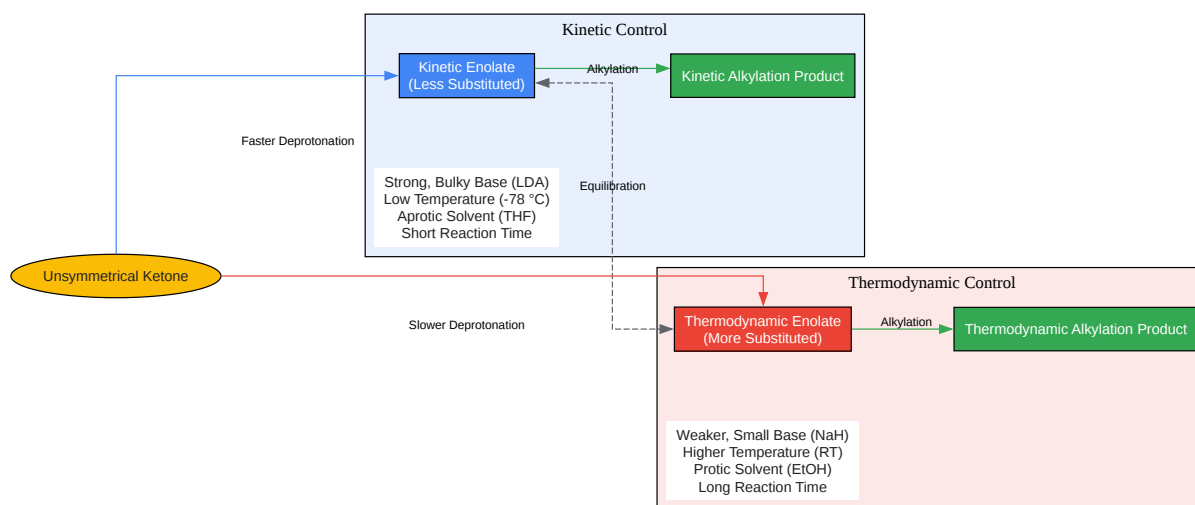 Kinetic Control
Kinetic Enolate
(Less Substituted)
Alkylation
Kinetic Alkylation Product
Faster Deprotonation
Strong, Bulky Base (LDA)
Low Temperature (-78 °C)
Aprotic Solvent (THF)
Short Reaction Time
Equilibration
Unsymmetrical Ketone
Slower Deprotonation
Thermodynamic Control
Thermodynamic Enolate
(More Substituted)
Alkylation
Thermodynamic Alkylation Product
Weaker, Small Base (NaH)
Higher Temperature (RT)
Protic Solvent (EtOH)
Long Reaction Time